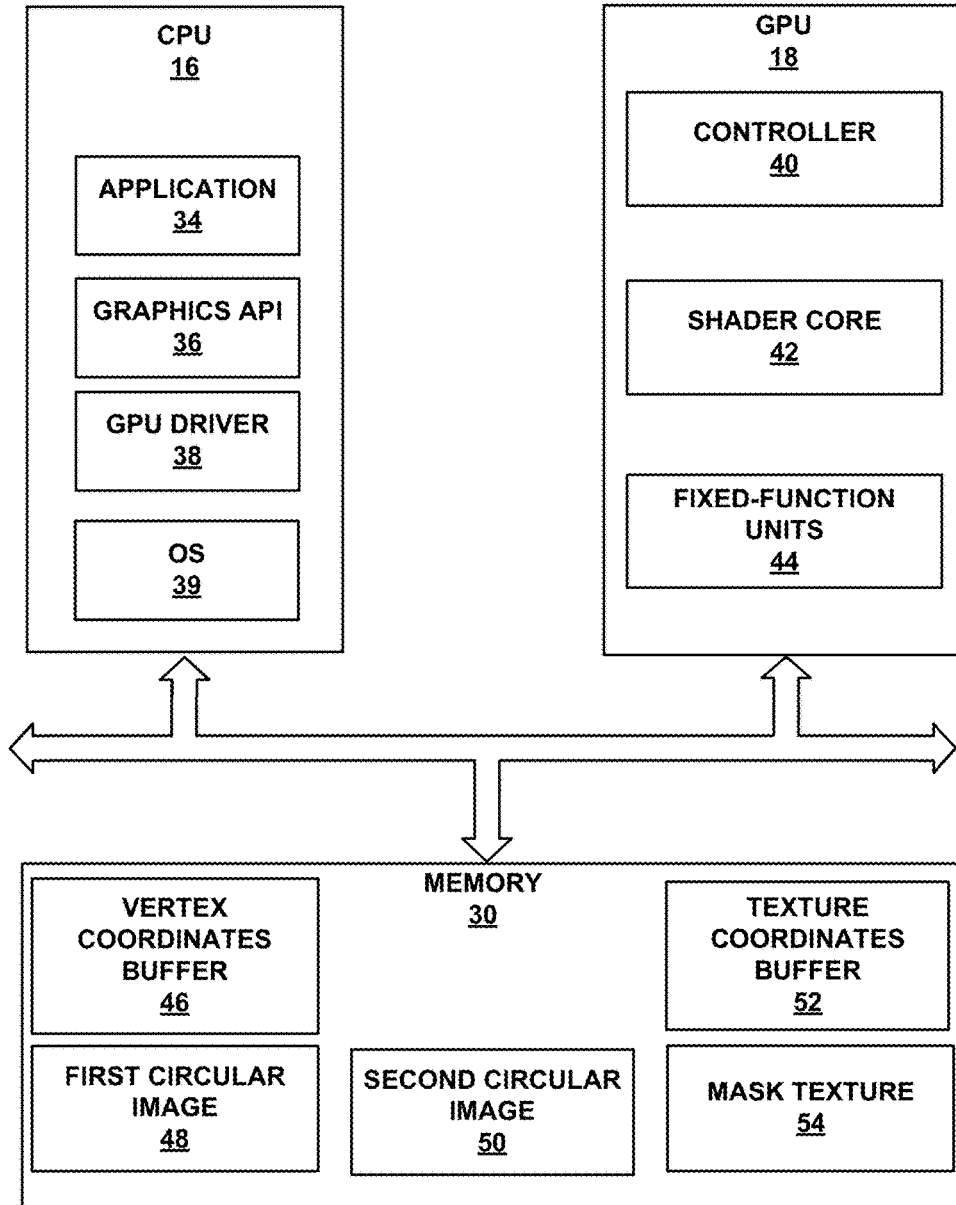 CPU
16
APPLICATION
34
GRAPHICS API
36
GPU DRIVER
38
OS
39
GPU
18
CONTROLLER
40
SHADER CORE
42
FIXED-FUNCTION
UNITS
44
MEMORY
30
VERTEX
COORDINATES
BUFFER
46
TEXTURE
COORDINATES
BUFFER
52
FIRST CIRCULAR
IMAGE
48
SECOND CIRCULAR
IMAGE
50
MASK TEXTURE
54